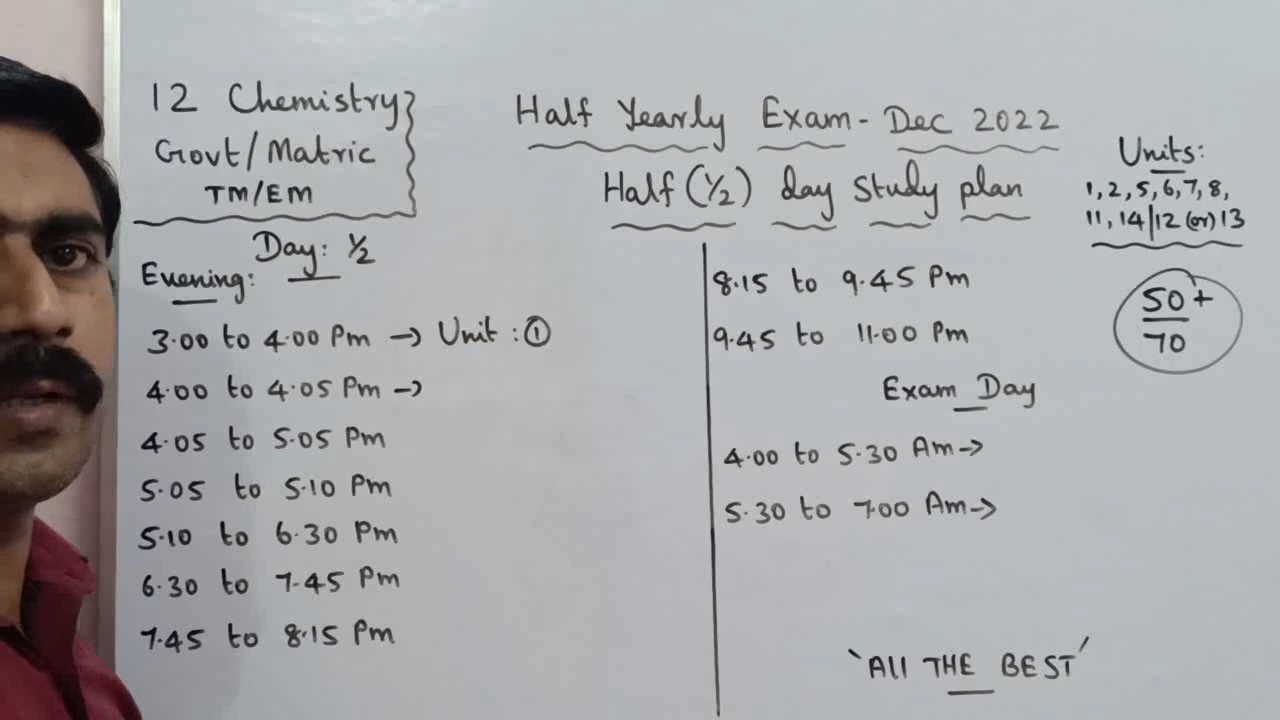 12 Chemistry
Govt/Matric
TM/EM
Half Yearly Exam - Dec 2022
Half (1/2) day Study plan
Units:
1, 2, 5, 6, 7, 8,
11, 14/12 (or) 13
50+
70
Day: 1/2
Evening:
3.00 to 4.00 Pm → Unit : ①
4.00 to 4.05 Pm →
4.05 to 5.05 Pm
5.05 to 5.10 Pm
5.10 to 6.30 Pm
6.30 to 7.45 Pm
7.45 to 8.15 Pm
8.15 to 9.45 Pm
9.45 to 11.00 Pm
Exam Day
4.00 to 5.30 Am →
5.30 to 7.00 Am →
'All THE BEST'